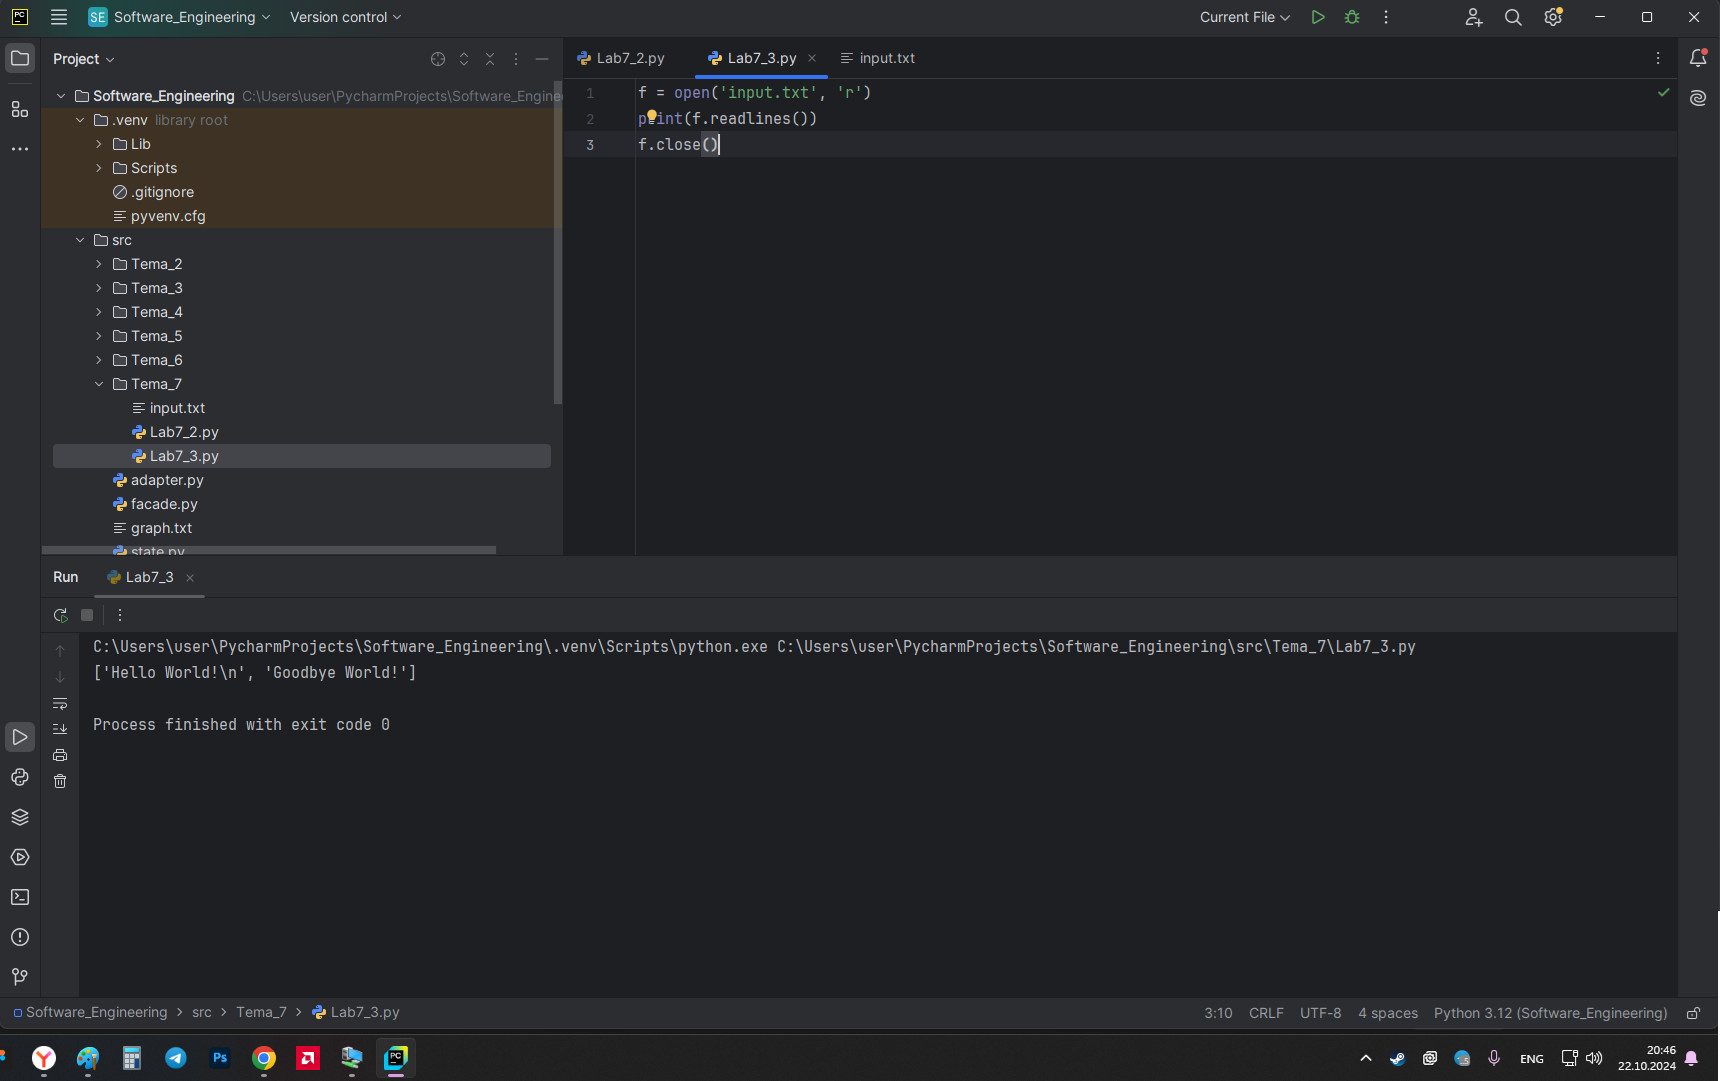 PC
SE Software_Engineering Version control Current File
Project
Lab7_2.py Lab7_3.py input.txt
Software_Engineering C:\Users\user\PycharmProjects\Software_Engine
.venv library root
Lib
Scripts
.gitignore
pyvenv.cfg
src
Tema_2
Tema_3
Tema_4
Tema_5
Tema_6
Tema_7
input.txt
Lab7_2.py
Lab7_3.py
adapter.py
facade.py
graph.txt
state.py
1 f = open('input.txt', 'r')
2 print(f.readlines())
3 f.close()
Run Lab7_3
C:\Users\user\PycharmProjects\Software_Engineering\.venv\Scripts\python.exe C:\Users\user\PycharmProjects\Software_Engineering\src\Tema_7\Lab7_3.py
['Hello World!\n', 'Goodbye World!']
Process finished with exit code 0
Software_Engineering > src > Tema_7 > Lab7_3.py 3:10 CRLF UTF-8 4 spaces Python 3.12 (Software_Engineering)
Ps PC ENG 20:46
22.10.2024